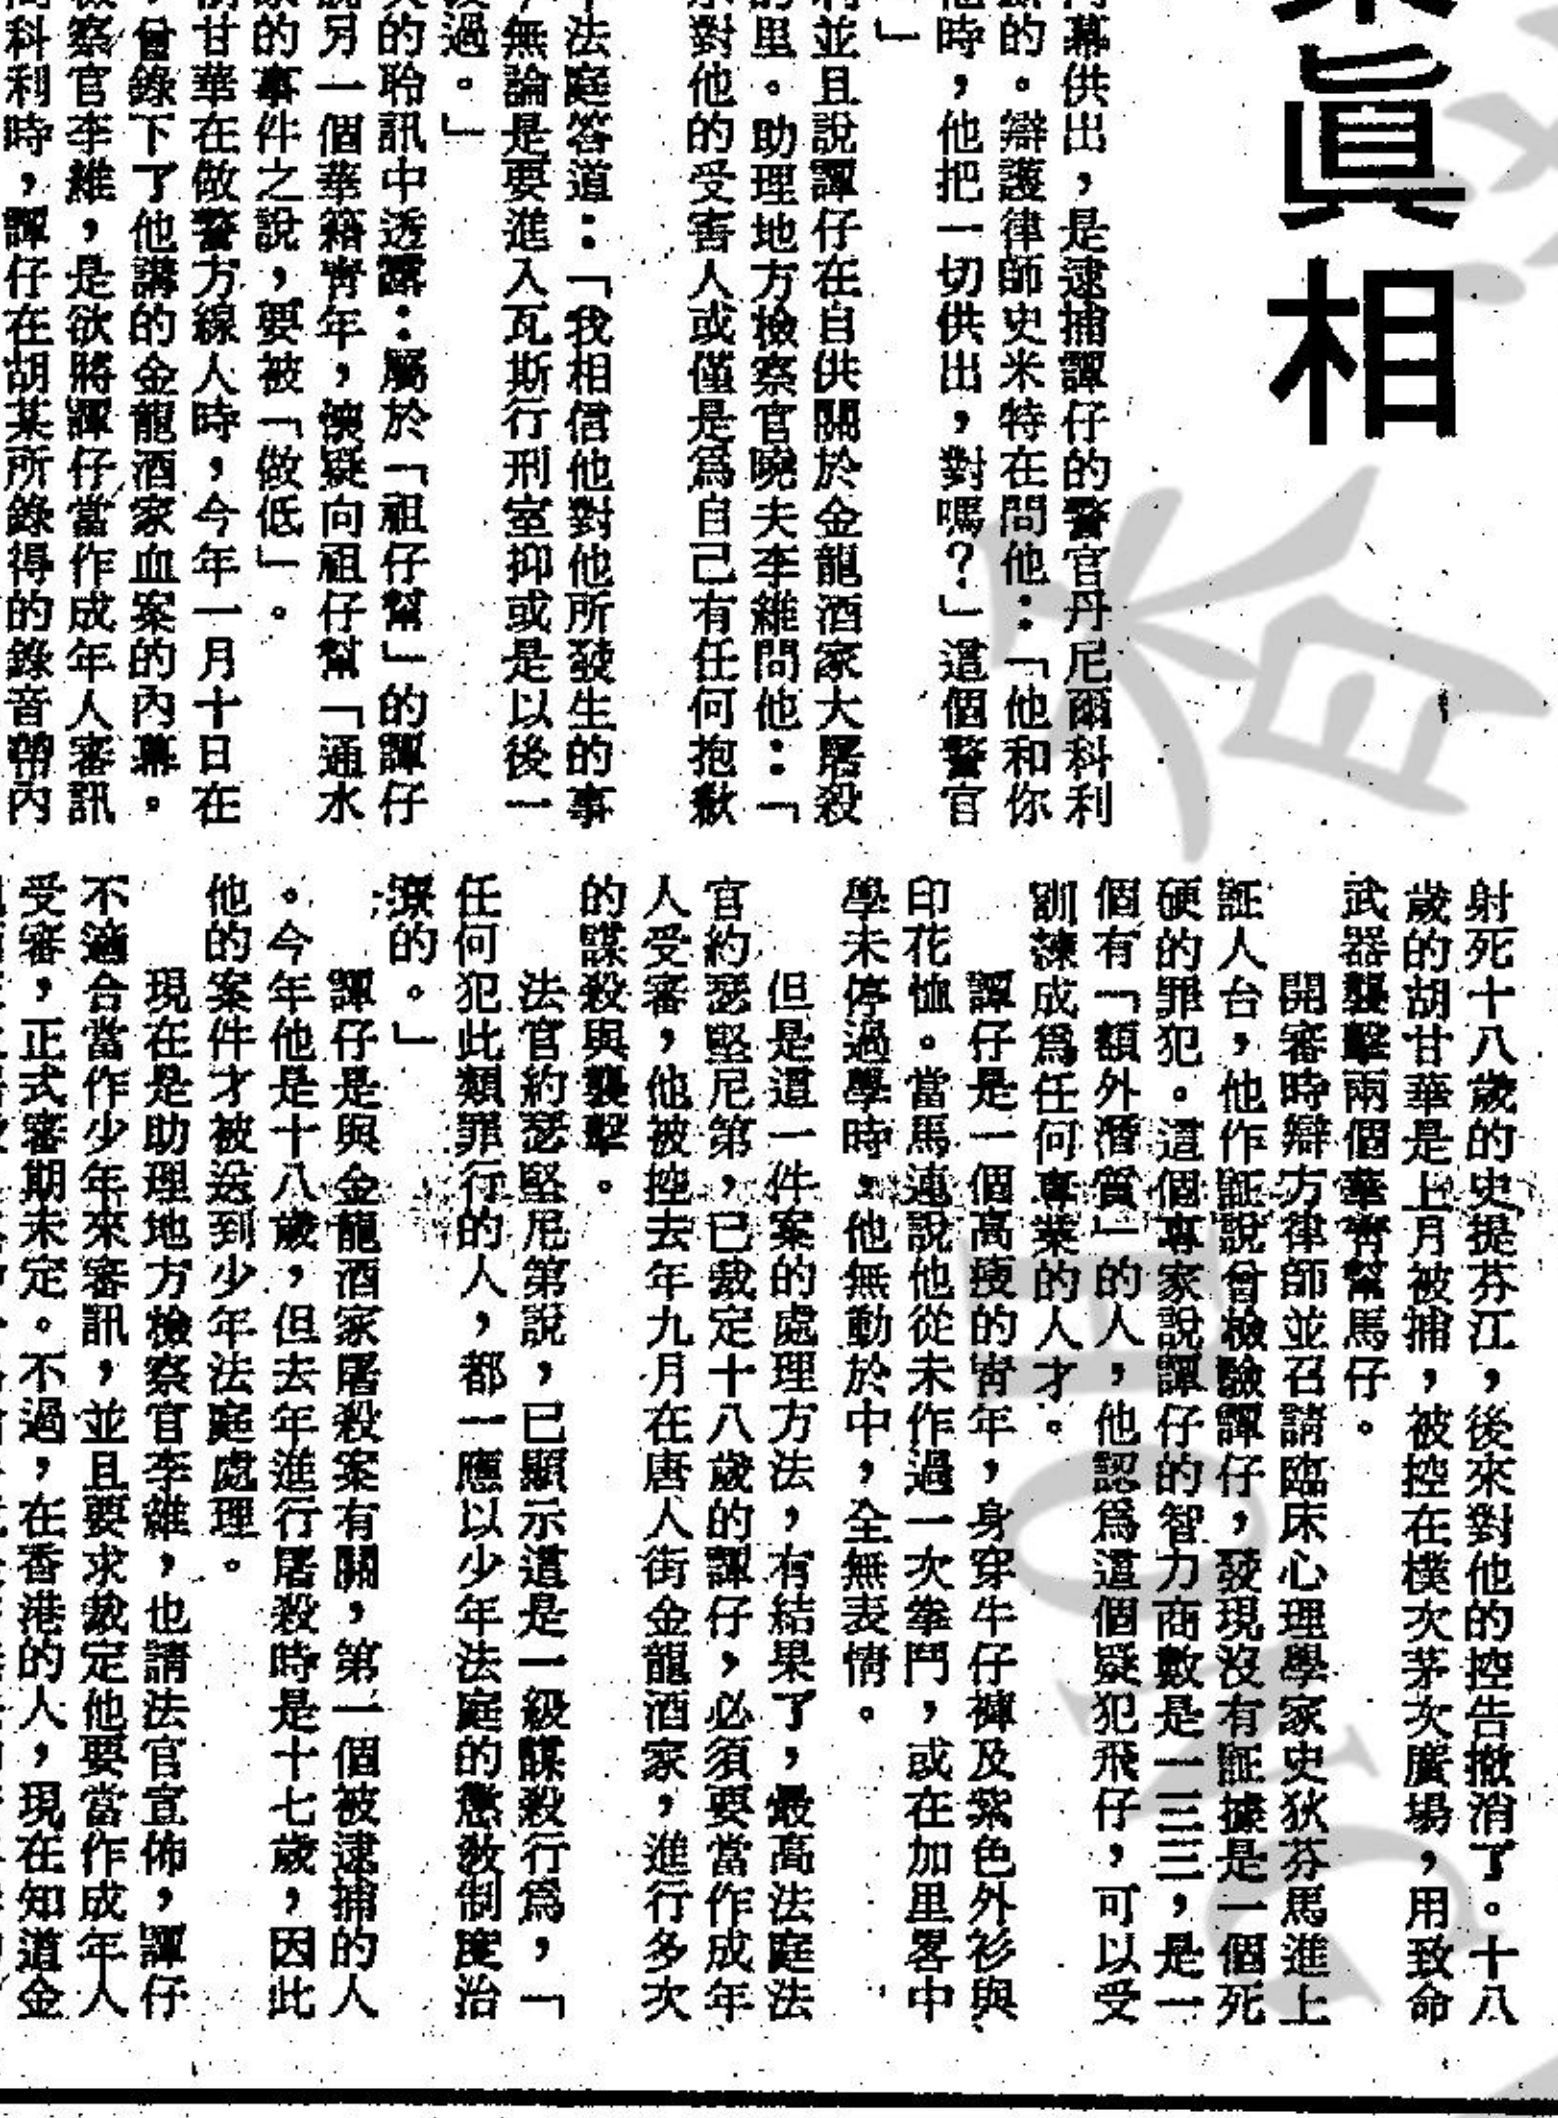 眞相
幕供出，是逮捕譚仔的警官丹尼爾科利
的。辯護律師史米特在問他：「他和你
時，他把一切供出，對嗎？」這個警官
」
並且說譚仔在自供關於金龍酒家大屠殺
里。助理地方檢察官曉夫李維問他：「
對他的受害人或僅是爲自己有任何抱歉
法庭答道：「我相信他對他所發生的事
無論是要進入瓦斯行刑室抑或是以後一
過。」
的聆訊中透露：屬於「祖仔幫」的譚仔
另一個華籍青年，懊疑向祖仔幫「通水
的事件之說，要被「做低」。
甘華在做警方線人時，今年一月十日在
曾錄下了他講的金龍酒家血案的內幕。
察官李維，是欲將譚仔當作成年人審訊
科利時，譚仔在胡某所錄得的錄音帶內
射死十八歲的史提芬江，後來對他的控告撤消了。十八
歲的胡甘華是上月被捕，被控在樸次茅次廣場，用致命
武器襲擊兩個華青幫馬仔。
開審時辯方律師並召請臨床心理學家史狄芬馬進上
証人台，他作証說曾檢驗譚仔，發現沒有証據是一個死
硬的罪犯。這個專家說譚仔的智力商數是一三三，是一
個有「額外潛質」的人，他認爲這個疑犯飛仔，可以受
訓諫成爲任何專業的人才。
譚仔是一個高瘦的青年，身穿牛仔褲及紫色外衫與
印花恤。當馬進說他從未作過一次拳鬥，或在加里畧中
學未停過學時，他無動於中，全無表情。
但是這一件案的處理方法，有結果了，最高法庭法
官約瑟堅尼第，已裁定十八歲的譚仔，必須要當作成年
人受審，他被控去年九月在唐人街金龍酒家，進行多次
的謀殺與襲擊。
法官約瑟堅尼第說，已顯示這是一級謀殺行爲，「
任何犯此類罪行的人，都一應以少年法庭的懲敎制度治
療的。」
譚仔是與金龍酒家屠殺案有關，第一個被逮捕的人
。今年他是十八歲，但去年進行屠殺時是十七歲，因此
他的案件才被送到少年法庭處理。
現在是助理地方檢察官李維，也請法官宣佈，譚仔
不適合當作少年來審訊，並且要求裁定他要當作成年人
受審，正式審期未定。不過，在香港的人，現在知道金
香
HONG